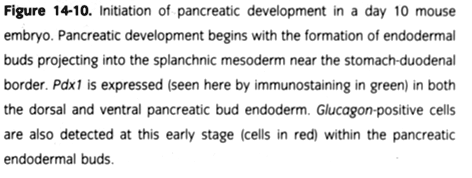 Figure 14-10. Initiation of pancreatic development in a day 10 mouse
embryo. Pancreatic development begins with the formation of endodermal
buds projecting into the splanchnic mesoderm near the stomach-duodenal
border. Pdx1 is expressed (seen here by immunostaining in green) in both
the dorsal and ventral pancreatic bud endoderm. Glucagon-positive cells
are also detected at this early stage (cells in red) within the pancreatic
endodermal buds.